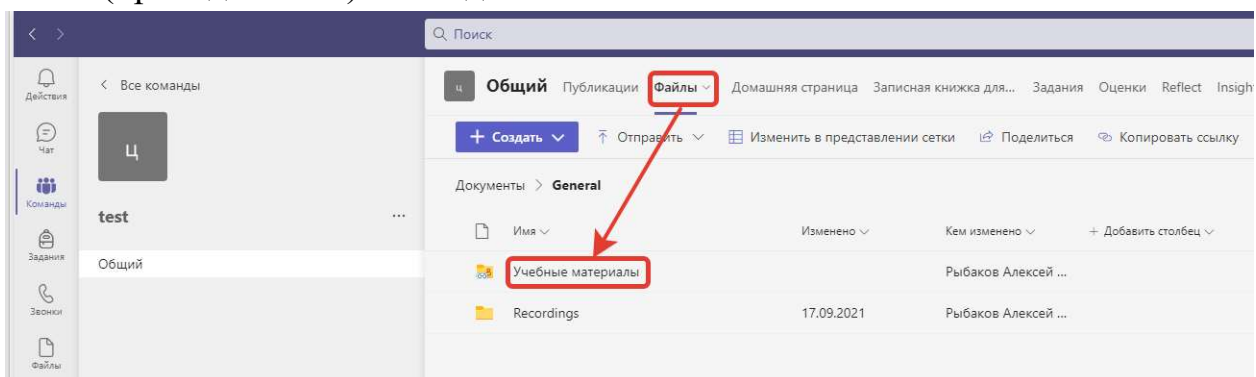 Поиск
Действия
Чат
Команды
Задания
Звонки
Файлы
< Все команды
ц
test
...
Общий
ц Общий Публикации Файлы Домашняя страница Записная книжка для... Задания Оценки Reflect Insigh
+ Создать Отправить Изменить в представлении сетки Поделиться Копировать ссылку
Документы > General
Имя Изменено Кем изменено + Добавить столбец
Учебные материалы Рыбаков Алексей ...
Recordings 17.09.2021 Рыбаков Алексей ...